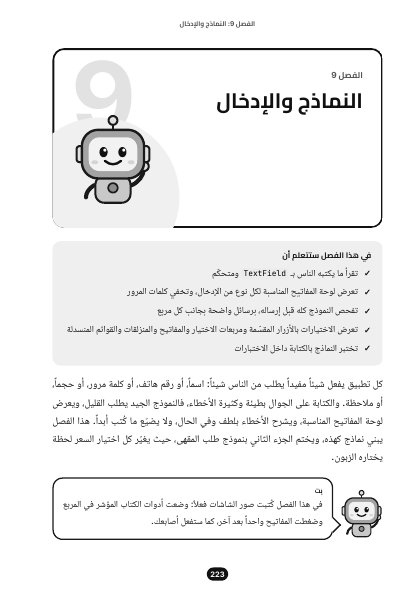 الفصل 9: النماذج والإدخال
9
الفصل 9
النماذج والإدخال
في هذا الفصل ستتعلم أن
✓ تقرأ ما يكتبه الناس بـ TextField ومتحكّم
✓ تعرض لوحة المفاتيح المناسبة لكل نوع من الإدخال، وتخفي كلمات المرور
✓ تفحص النموذج كله قبل إرساله، برسائل واضحة بجانب كل مربع
✓ تعرض الاختيارات بالأزرار المقسّمة ومربعات الاختيار والمفاتيح والمنزلقات والقوائم المنسدلة
✓ تختبر النماذج بالكتابة داخل الاختبارات
كل تطبيق يفعل شيئاً مفيداً يطلب من الناس شيئاً: اسماً، أو رقم هاتف، أو كلمة مرور، أو حجماً،
أو ملاحظة. والكتابة على الجوال بطيئة وكثيرة الأخطاء، فالنموذج الجيد يطلب القليل، ويعرض
لوحة المفاتيح المناسبة، ويشرح الأخطاء بلطف وفي الحال، ولا يضيّع ما كُتب أبداً. هذا الفصل
يبني نماذج كهذه، ويختم الجزء الثاني بنموذج طلب المقهى، حيث يغيّر كل اختيار السعر لحظة
يختاره الزبون.
بِت
في هذا الفصل كُتبت صور الشاشات فعلاً: وضعت أدوات الكتاب المؤشر في المربع
وضغطت المفاتيح واحداً بعد آخر، كما ستفعل أصابعك.
223